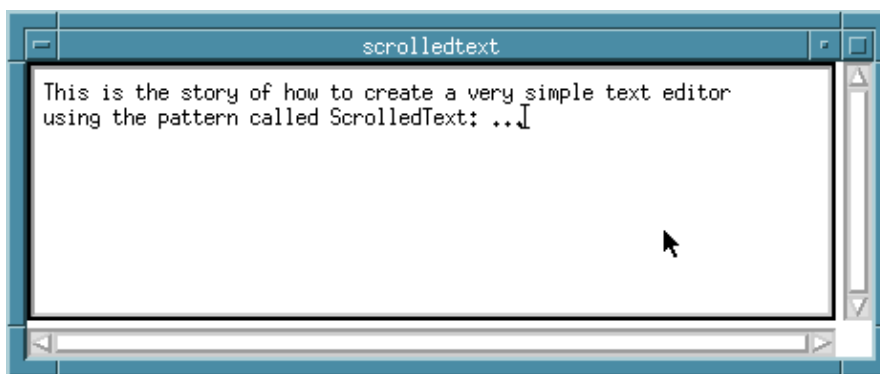 scrolledtext
This is the story of how to create a very simple text editor
using the pattern called ScrolledText: ...